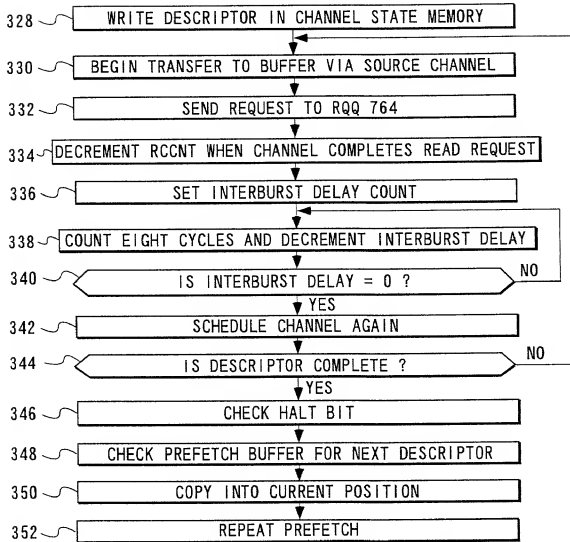 328 WRITE DESCRIPTOR IN CHANNEL STATE MEMORY
330 BEGIN TRANSFER TO BUFFER VIA SOURCE CHANNEL
332 SEND REQUEST TO RQQ 764
334 DECREMENT RCCNT WHEN CHANNEL COMPLETES READ REQUEST
336 SET INTERBURST DELAY COUNT
338 COUNT EIGHT CYCLES AND DECREMENT INTERBURST DELAY
340 IS INTERBURST DELAY = 0 ? NO
YES
342 SCHEDULE CHANNEL AGAIN
344 IS DESCRIPTOR COMPLETE ? NO
YES
346 CHECK HALT BIT
348 CHECK PREFETCH BUFFER FOR NEXT DESCRIPTOR
350 COPY INTO CURRENT POSITION
352 REPEAT PREFETCH